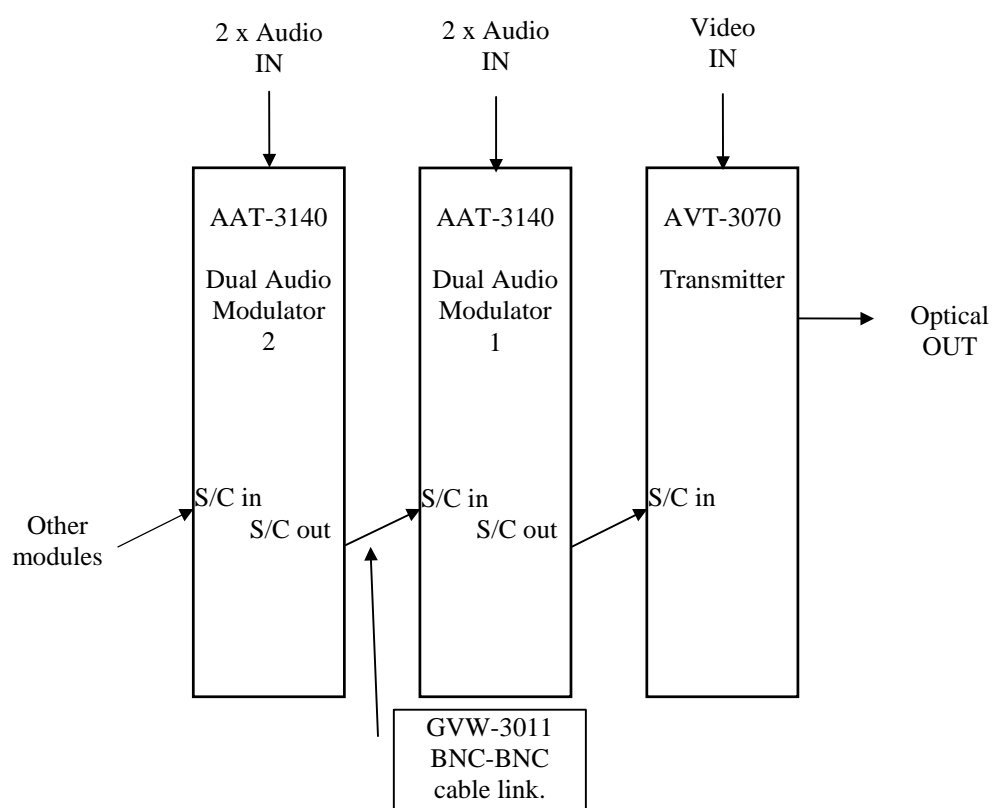 2 x Audio
IN
2 x Audio
IN
Video
IN
AAT-3140
Dual Audio
Modulator
2
AAT-3140
Dual Audio
Modulator
1
AVT-3070
Transmitter
Optical
OUT
Other
modules
S/C in
S/C out
S/C in
S/C out
S/C in
GVW-3011
BNC-BNC
cable link.